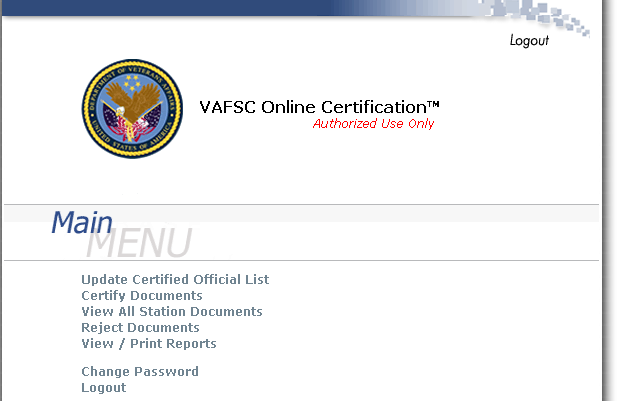 Logout
DEPARTMENT OF VETERANS AFFAIRS
UNITED STATES OF AMERICA
VAFSC Online Certification™
Authorized Use Only
Main
MENU
Update Certified Official List
Certify Documents
View All Station Documents
Reject Documents
View / Print Reports
Change Password
Logout